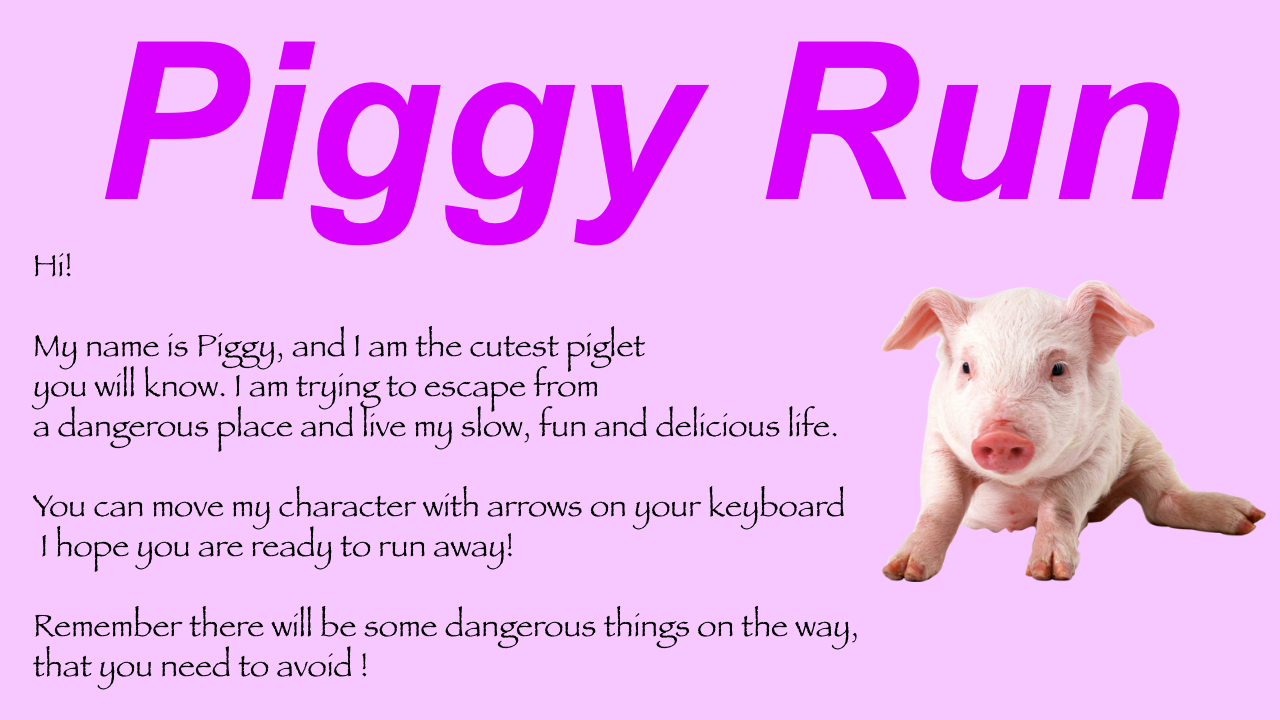 Piggy Run
Hi!
My name is Piggy, and I am the cutest piglet
you will know. I am trying to escape from
a dangerous place and live my slow, fun and delicious life.
You can move my character with arrows on your keyboard
I hope you are ready to run away!
Remember there will be some dangerous things on the way,
that you need to avoid !